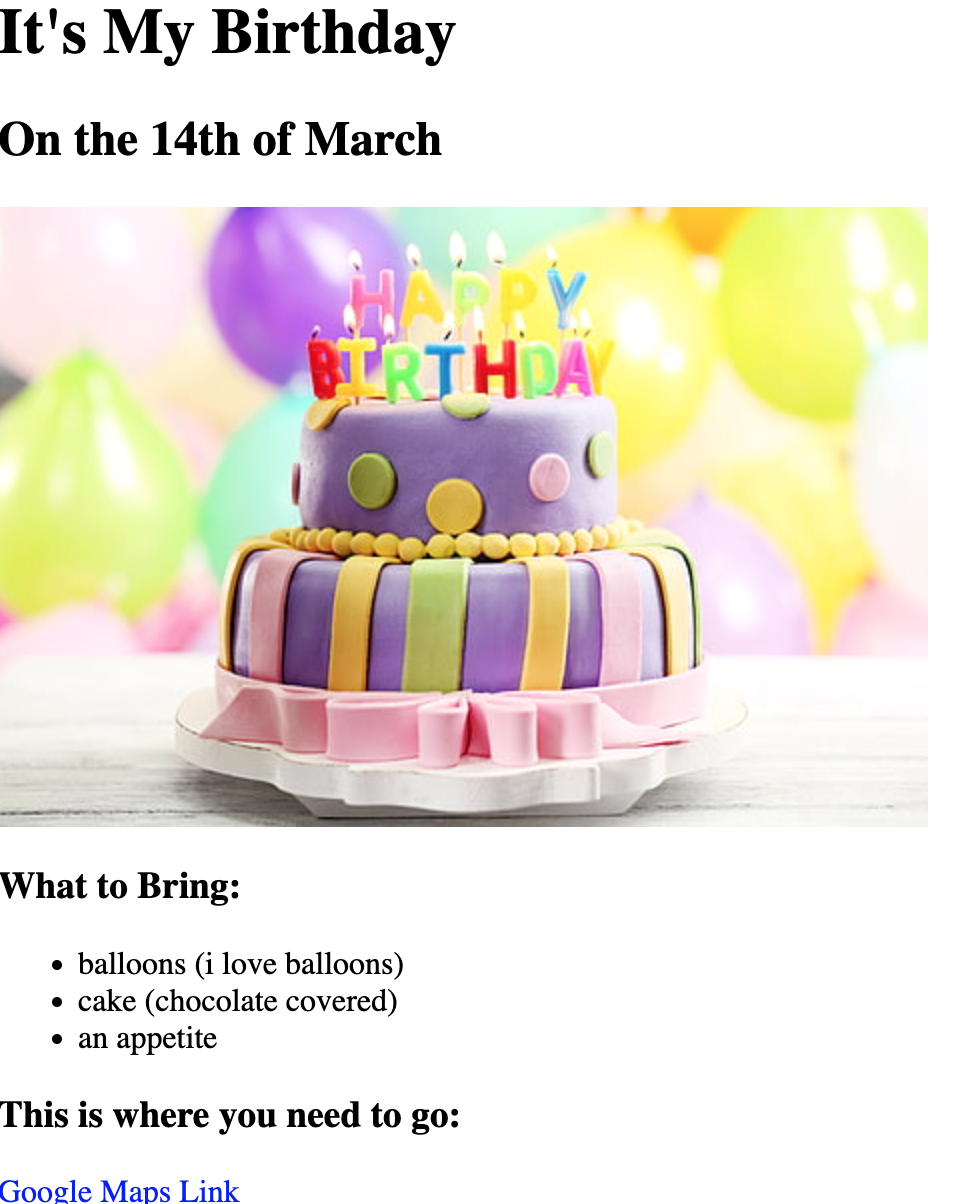 It's My Birthday
On the 14th of March
HAPPY
BIRTHDAY
What to Bring:
balloons (i love balloons)
cake (chocolate covered)
an appetite
This is where you need to go:
Google Maps Link